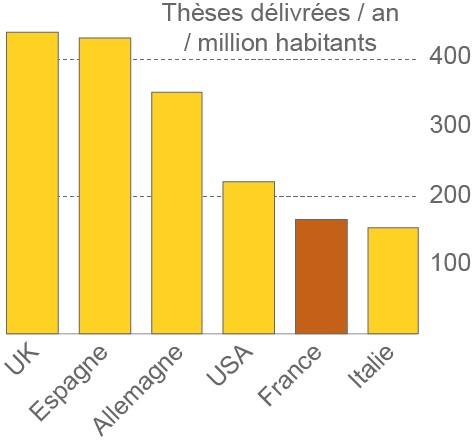 Thèses délivrées / an
/ million habitants
400
300
200
100
UK
Espagne
Allemagne
USA
France
Italie